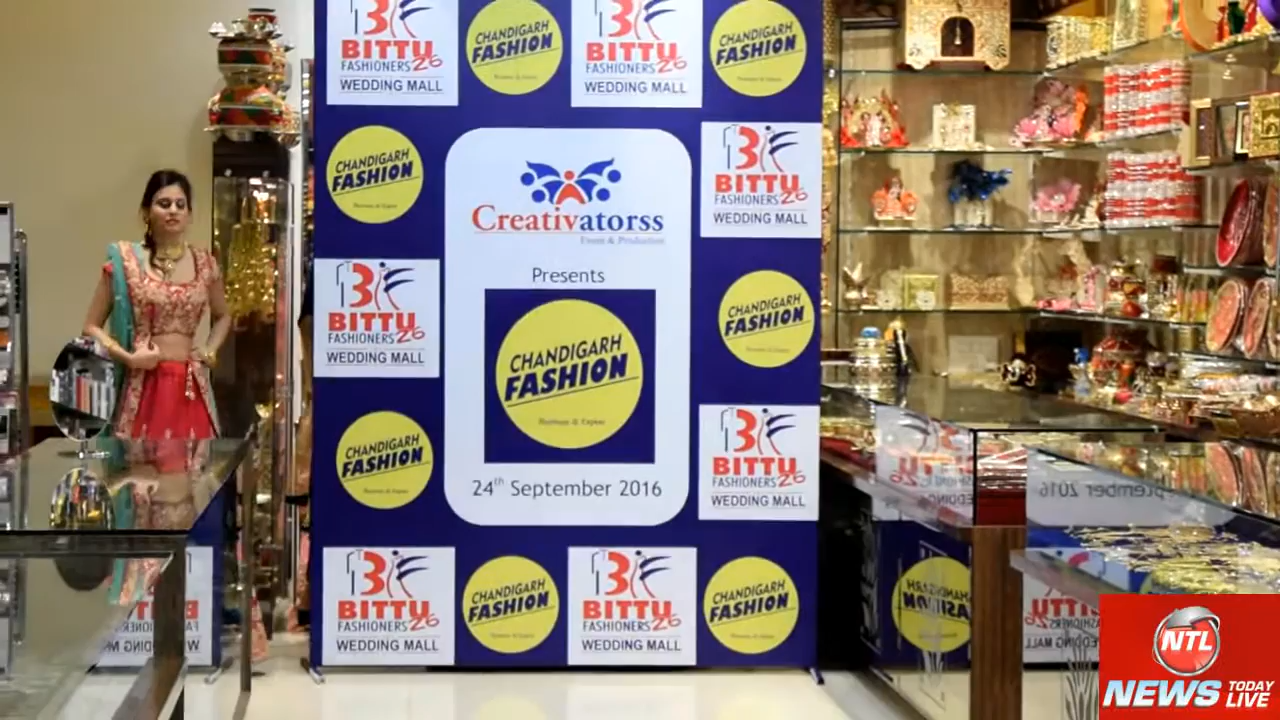 BITTU
FASHIONERS 26
WEDDING MALL
CHANDIGARH
FASHION
BITTU
FASHIONERS 26
WEDDING MALL
CHANDIGARH
FASHION
CHANDIGARH
FASHION
Creativatorss
Event & Production
Presents
CHANDIGARH
FASHION
24th September 2016
BITTU
FASHIONERS 26
WEDDING MALL
BITTU
FASHIONERS 26
WEDDING MALL
CHANDIGARH
FASHION
CHANDIGARH
FASHION
BITTU
FASHIONERS 26
WEDDING MALL
BITTU
FASHIONERS 26
WEDDING MALL
CHANDIGARH
FASHION
BITTU
FASHIONERS 26
WEDDING MALL
CHANDIGARH
FASHION
NTL
NEWS TODAY
LIVE